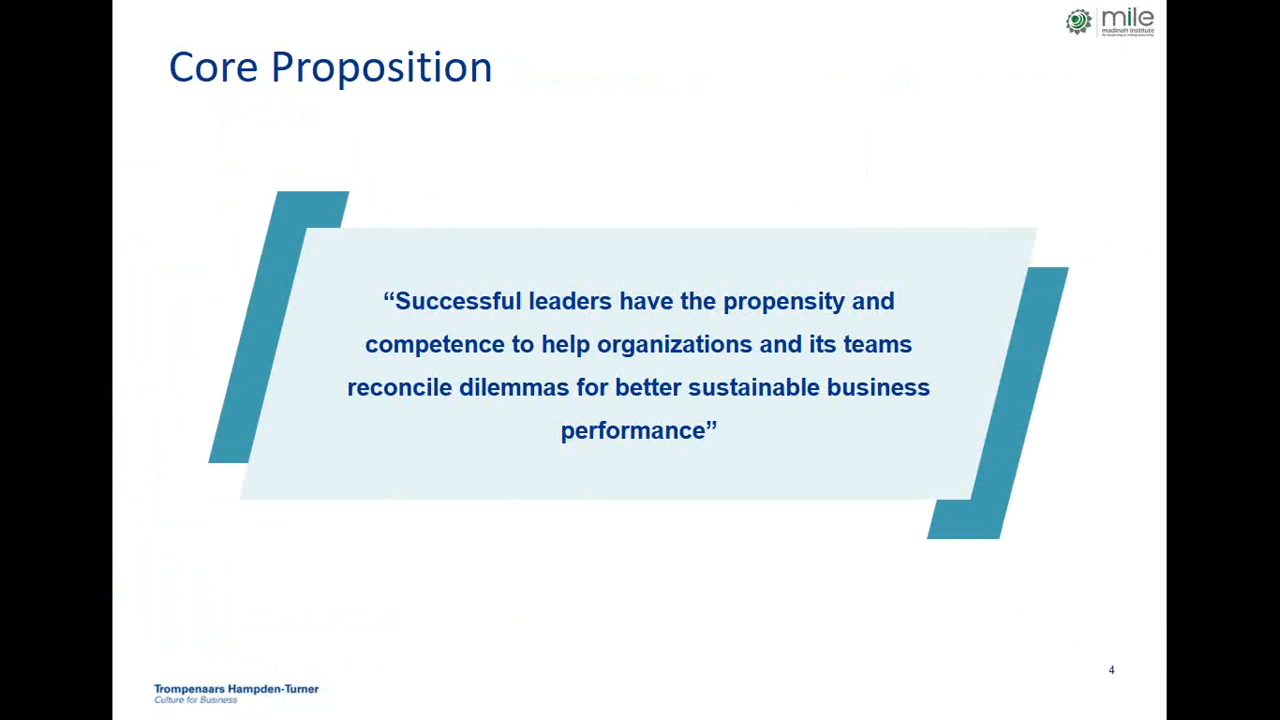 mile
madinah institute
Core Proposition
“Successful leaders have the propensity and
competence to help organizations and its teams
reconcile dilemmas for better sustainable business
performance”
4
Trompenaars Hampden-Turner
Culture for Business